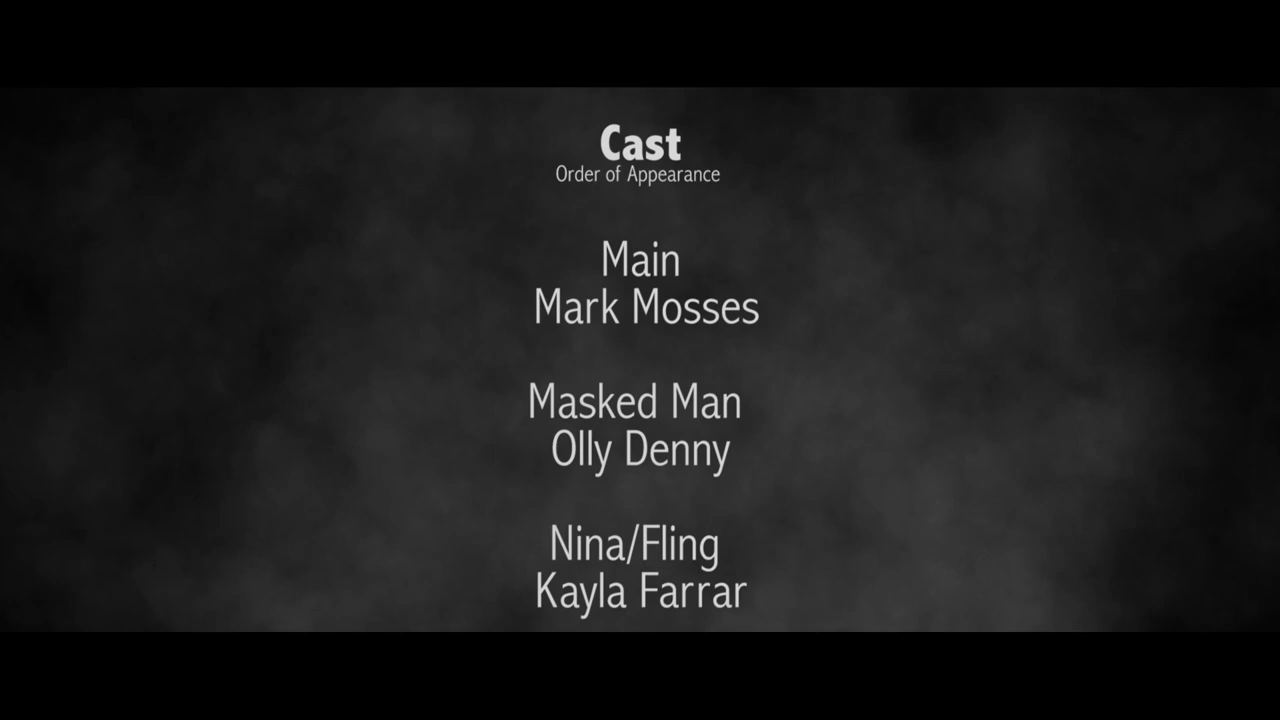 Cast
Order of Appearance
Main
Mark Mosses
Masked Man
Olly Denny
Nina/Fling
Kayla Farrar